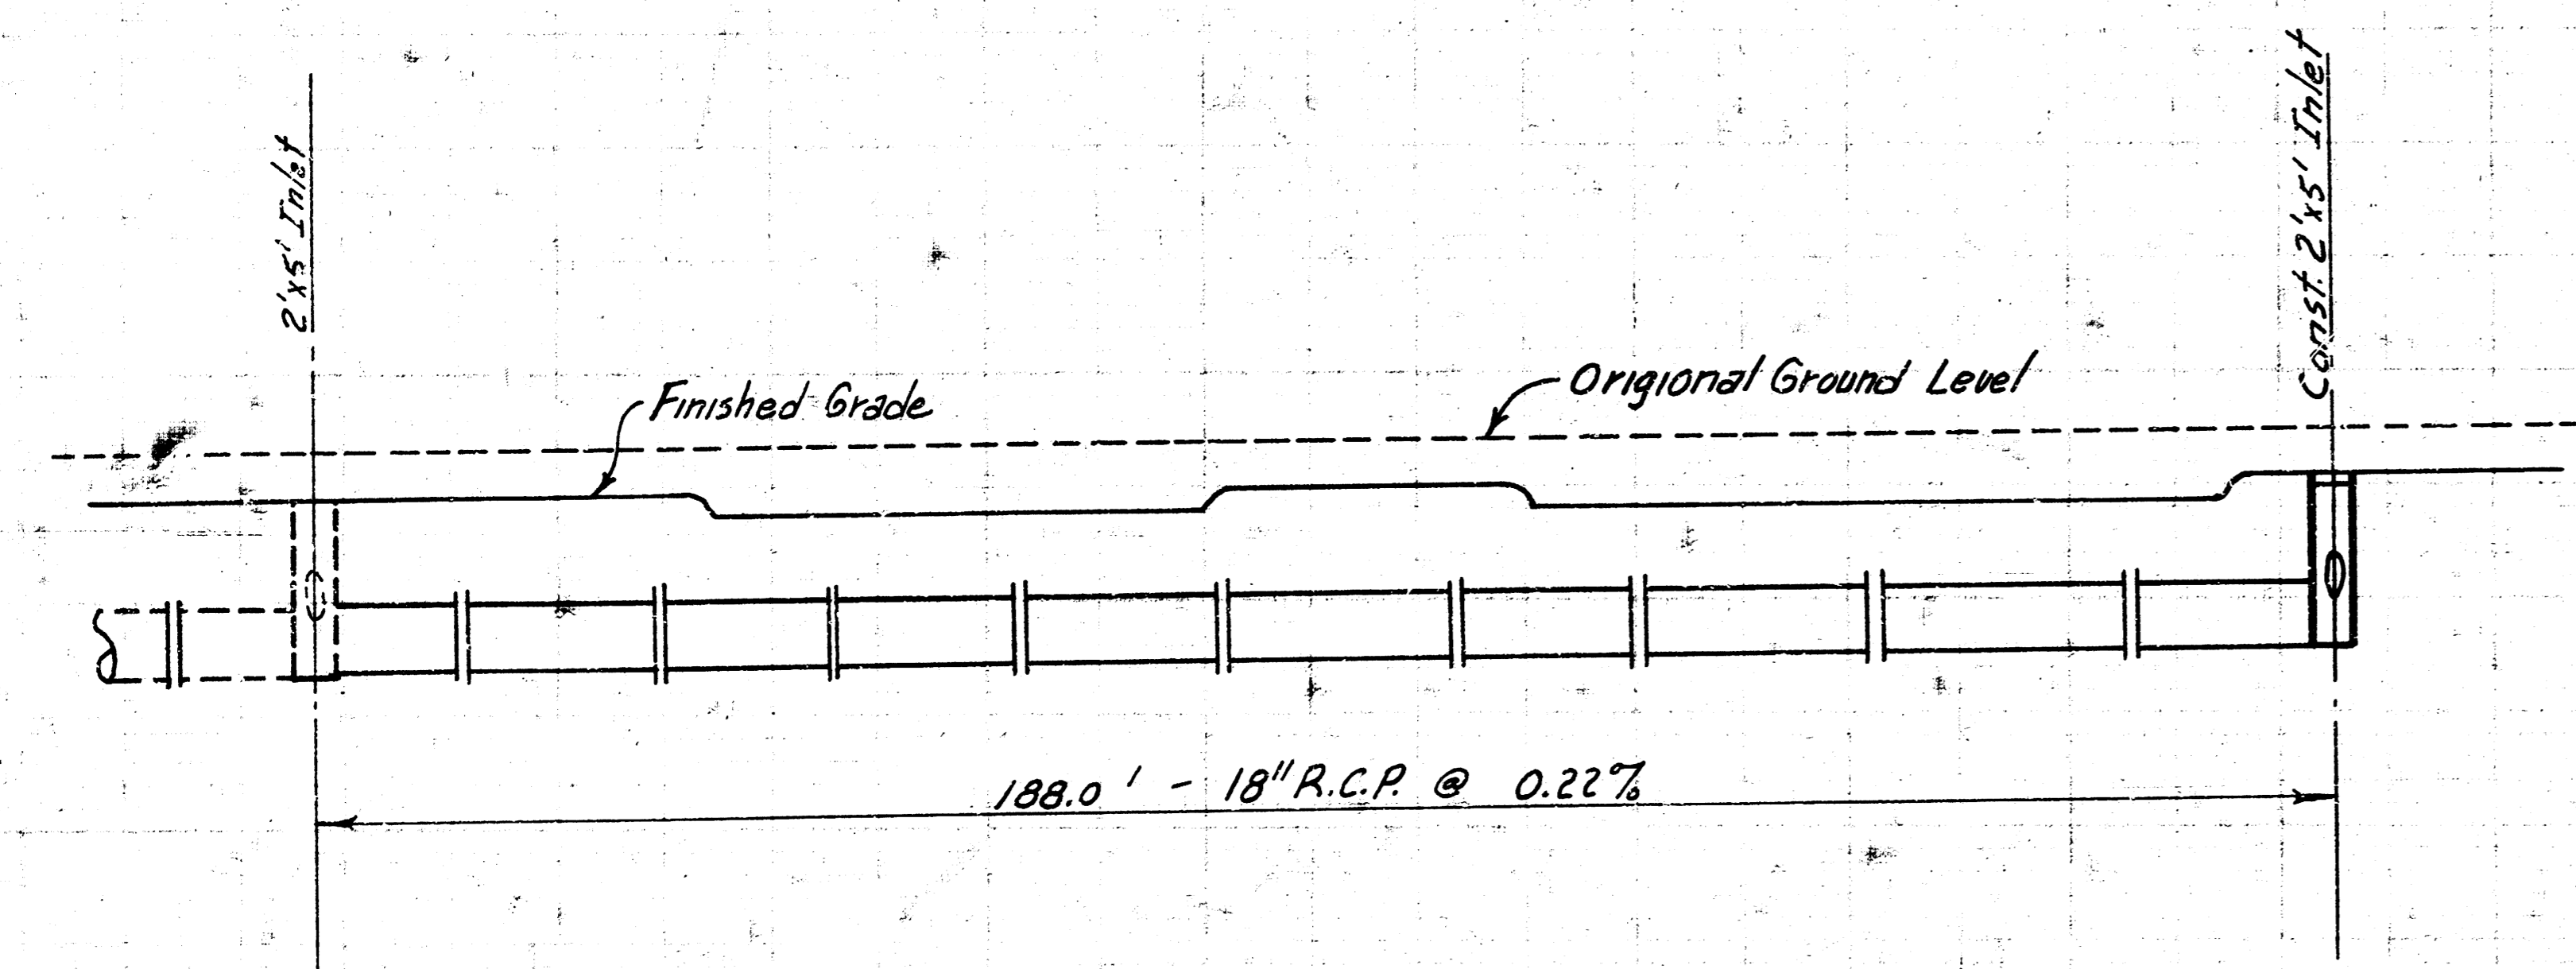 2'x5' Inlet
Const. 2'x5' Inlet
Finished Grade
Origional Ground Level
188.0' - 18" R.C.P. @ 0.22%